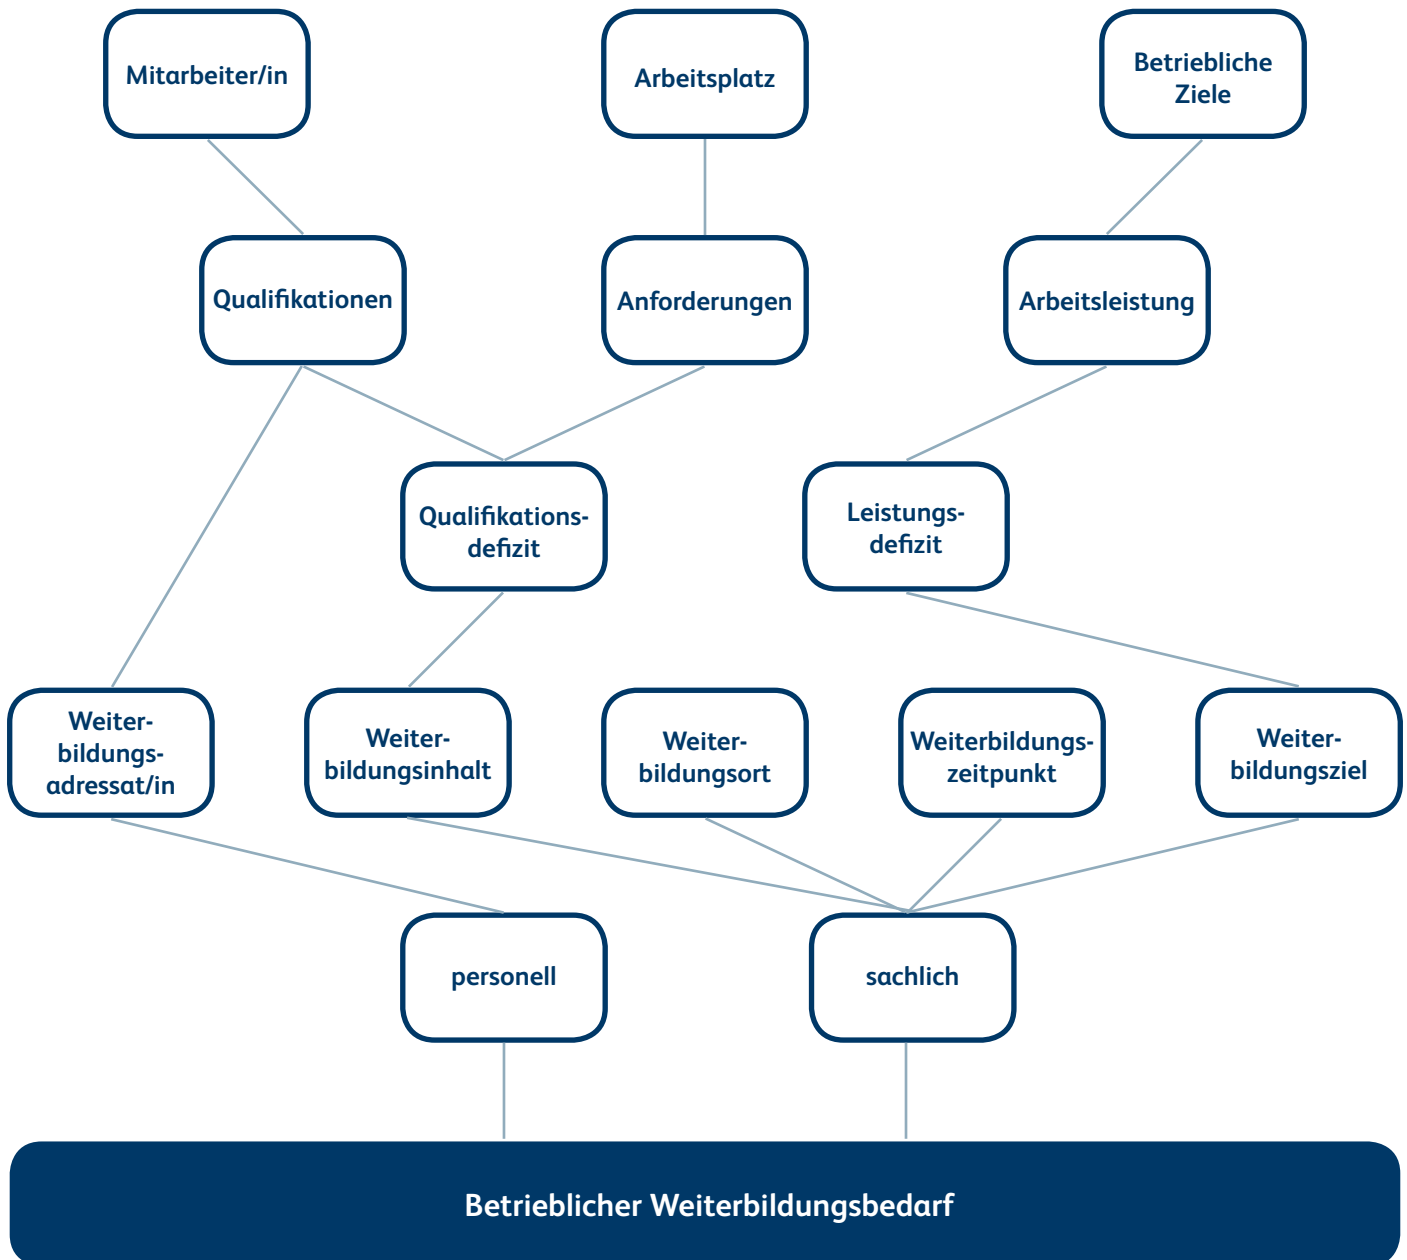 Mitarbeiter/in
Arbeitsplatz
Betriebliche
Ziele
Qualifikationen
Anforderungen
Arbeitsleistung
Qualifikations-
defizit
Leistungs-
defizit
Weiter-
bildungs-
adressat/in
Weiter-
bildungsinhalt
Weiter-
bildungsort
Weiterbildungs-
zeitpunkt
Weiter-
bildungsziel
personell
sachlich
Betrieblicher Weiterbildungsbedarf